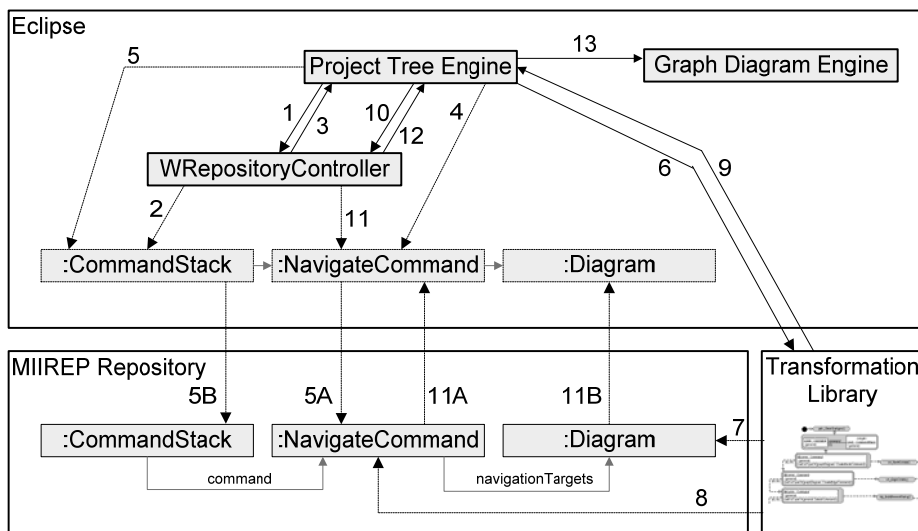 Eclipse
5
13
Project Tree Engine
Graph Diagram Engine
1
3
10
12
4
6
9
WRepositoryController
2
11
:CommandStack
:NavigateCommand
:Diagram
MIIREP Repository
Transformation
Library
5B
5A
11A
11B
7
:CommandStack
:NavigateCommand
:Diagram
command
navigationTargets
8